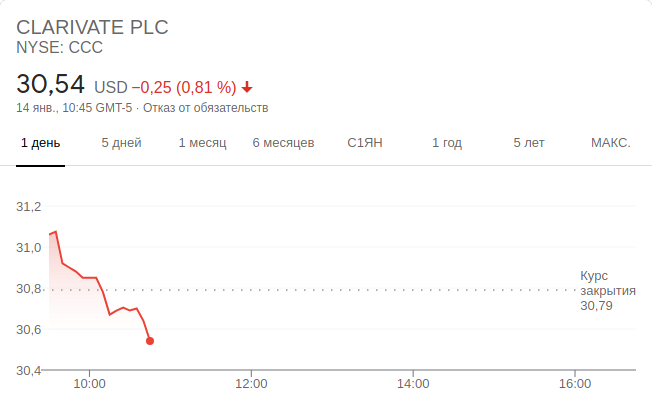 CLARIVATE PLC
NYSE: CCC
30,54 USD −0,25 (0,81 %)
14 янв., 10:45 GMT-5 · Отказ от обязательств
1 день 5 дней 1 месяц 6 месяцев С1ЯН 1 год 5 лет МАКС.
31,2
31,0
30,8
30,6
30,4
Курс
закрытия
30,79
10:00 12:00 14:00 16:00